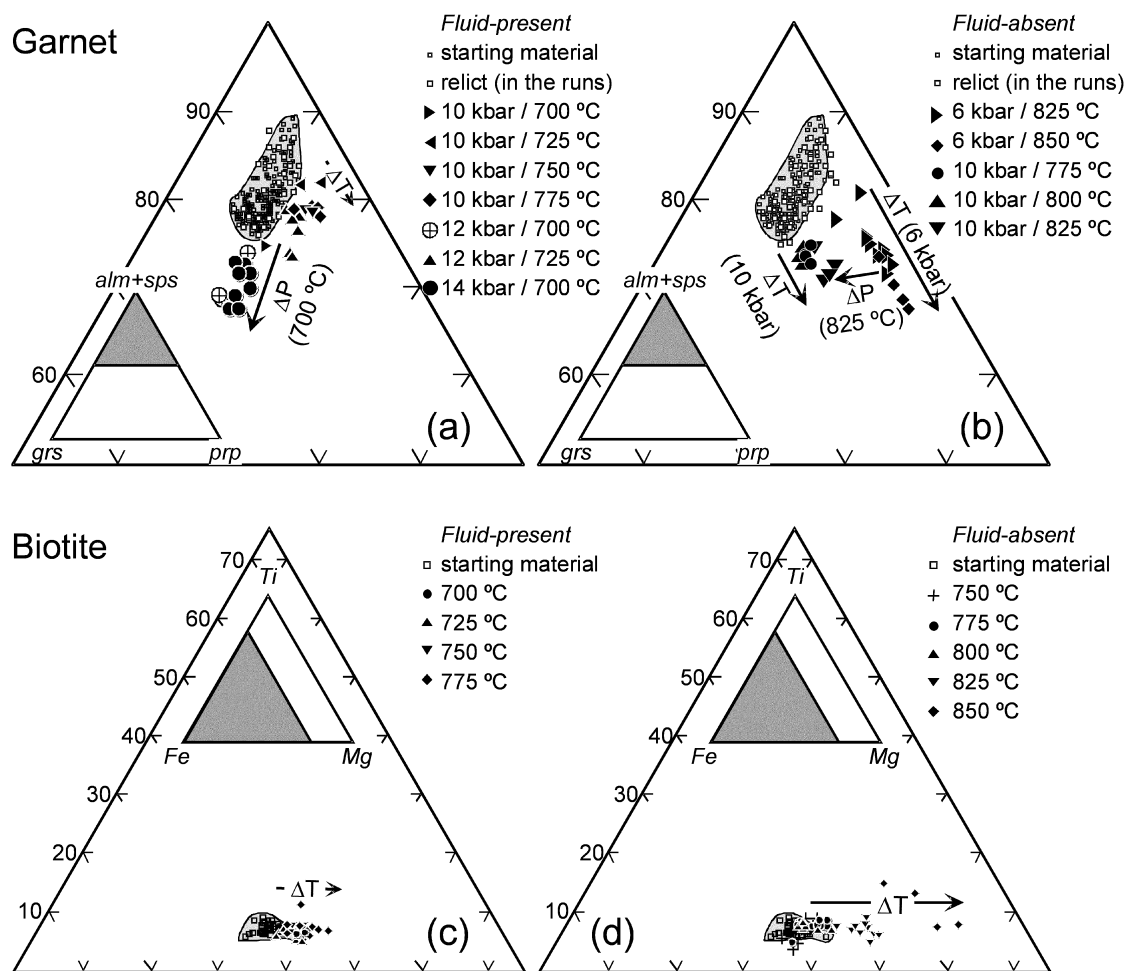 Garnet
Fluid-present
starting material
relict (in the runs)
10 kbar / 700 ºC
10 kbar / 725 ºC
10 kbar / 750 ºC
10 kbar / 775 ºC
12 kbar / 700 ºC
12 kbar / 725 ºC
14 kbar / 700 ºC
90
80
60
ΔT
ΔP
(700 ºC)
alm+sps
grs
prp
(a)
Fluid-absent
starting material
relict (in the runs)
6 kbar / 825 ºC
6 kbar / 850 ºC
10 kbar / 775 ºC
10 kbar / 800 ºC
10 kbar / 825 ºC
90
80
60
ΔT (6 kbar)
ΔT
(10 kbar)
ΔP
(825 ºC)
alm+sps
grs
prp
(b)
Biotite
Fluid-present
starting material
700 ºC
725 ºC
750 ºC
775 ºC
70
60
50
40
30
20
10
Ti
Fe
Mg
ΔT
(c)
Fluid-absent
starting material
750 ºC
775 ºC
800 ºC
825 ºC
850 ºC
70
60
50
40
30
20
10
Ti
Fe
Mg
ΔT
(d)